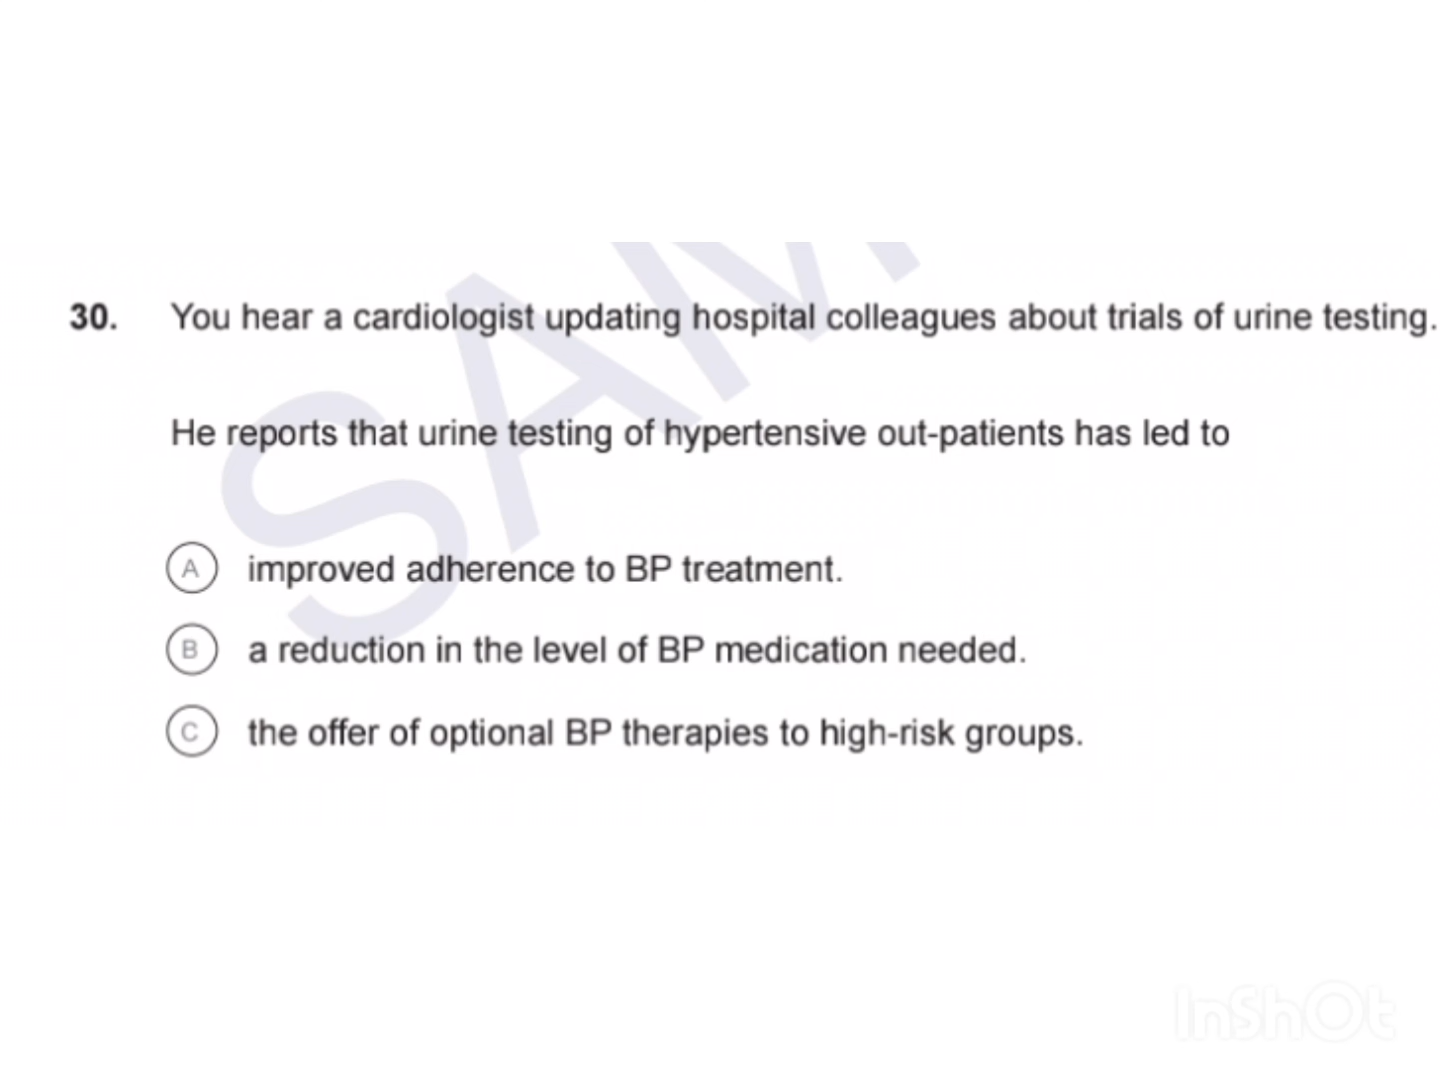 30. You hear a cardiologist updating hospital colleagues about trials of urine testing.
He reports that urine testing of hypertensive out-patients has led to
A improved adherence to BP treatment.
B a reduction in the level of BP medication needed.
C the offer of optional BP therapies to high-risk groups.
InShOt